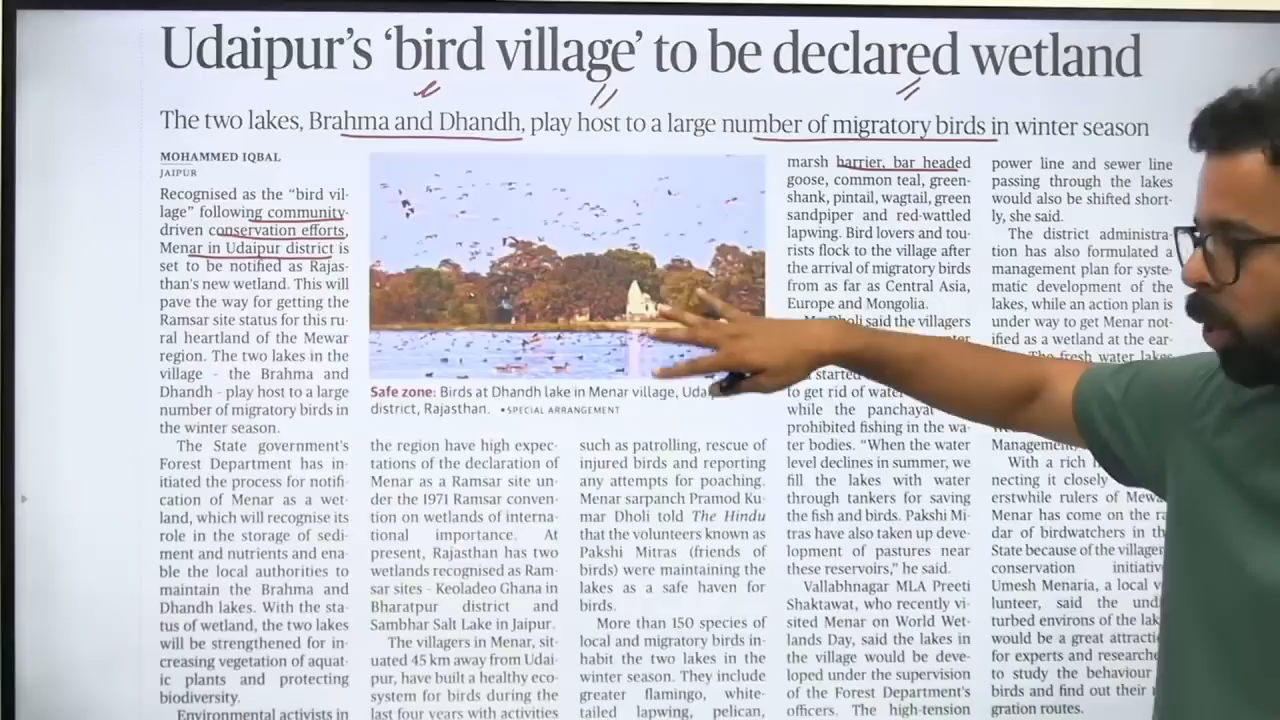 Udaipur's 'bird village' to be declared wetland
The two lakes, Brahma and Dhandh, play host to a large number of migratory birds in winter season
MOHAMMED IQBAL
JAIPUR
Recognised as the "bird vil-
lage" following community-
driven conservation efforts,
Menar in Udaipur district is
set to be notified as Rajas-
than's new wetland. This will
pave the way for getting the
Ramsar site status for this ru-
ral heartland of the Mewar
region. The two lakes in the
village - the Brahma and
Dhandh - play host to a large
number of migratory birds in
the winter season.
The State government's
Forest Department has in-
itiated the process for notifi-
cation of Menar as a wet-
land, which will recognise its
role in the storage of sedi-
ment and nutrients and ena-
ble the local authorities to
maintain the Brahma and
Dhandh lakes. With the sta-
tus of wetland, the two lakes
will be strengthened for in-
creasing vegetation of aquat-
ic plants and protecting
biodiversity.
Environmental activists in
Safe zone: Birds at Dhandh lake in Menar village,
district, Rajasthan. •SPECIAL ARRANGEMENT
the region have high expec-
tations of the declaration of
Menar as a Ramsar site un-
der the 1971 Ramsar conven-
tion on wetlands of interna-
tional importance. At
present, Rajasthan has two
wetlands recognised as Ram-
sar sites - Keoladeo Ghana in
Bharatpur district and
Sambhar Salt Lake in Jaipur.
The villagers in Menar, sit-
uated 45 km away from Udai-
pur, have built a healthy eco-
system for birds during the
last four years with activities
such as patrolling, rescue of
injured birds and reporting
any attempts for poaching.
Menar sarpanch Pramod Ku-
mar Dholi told The Hindu
that the volunteers known as
Pakshi Mitras (friends of
birds) were maintaining the
lakes as a safe haven for
birds.
More than 150 species of
local and migratory birds in-
habit the two lakes in the
winter season. They include
greater flamingo, white-
tailed lapwing, pelican,
marsh barrier, bar headed
goose, common teal, green-
shank, pintail, wagtail, green
sandpiper and red-wattled
lapwing. Bird lovers and tou-
rists flock to the village after
the arrival of migratory birds
from as far as Central Asia,
Europe and Mongolia.
Dholi said the villagers
started
to get rid of water
while the panchayat
prohibited fishing in the wa-
ter bodies. "When the water
level declines in summer, we
fill the lakes with water
through tankers for saving
the fish and birds. Pakshi Mi-
tras have also taken up deve-
lopment of pastures near
these reservoirs," he said.
Vallabhnagar MLA Preeti
Shaktawat, who recently vi-
sited Menar on World Wet-
lands Day, said the lakes in
the village would be deve-
loped under the supervision
of the Forest Department's
officers. The high-tension
power line and sewer line
passing through the lakes
would also be shifted short-
ly, she said.
The district administra-
tion has also formulated a
management plan for syste-
matic development of the
lakes, while an action plan is
under way to get Menar not-
ified as a wetland at the ear-
The fresh water lakes
Management
With a rich
necting it closely
erstwhile rulers of Mewa
Menar has come on the ra
dar of birdwatchers in th
State because of the villager
conservation initiativ
Umesh Menaria, a local v
lunteer, said the und
turbed environs of the lak
would be a great attracti
for experts and researche
to study the behaviour
birds and find out their
gration routes.